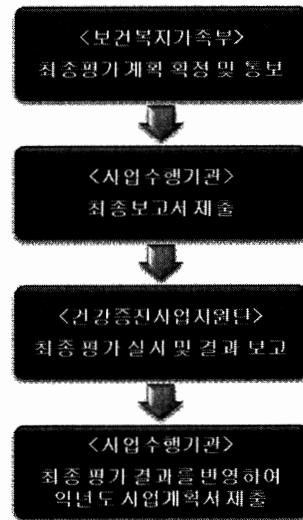 <보건복지가족부>
최종평가 계획 확정 및 통보
<사업수행기관>
최종보고서 제출
<건강증진사업지원단>
최종 평가 실시 및 결과 보고
<사업수행기관>
최종 평가 결과를 반영하여
익년도 사업계획서 제출